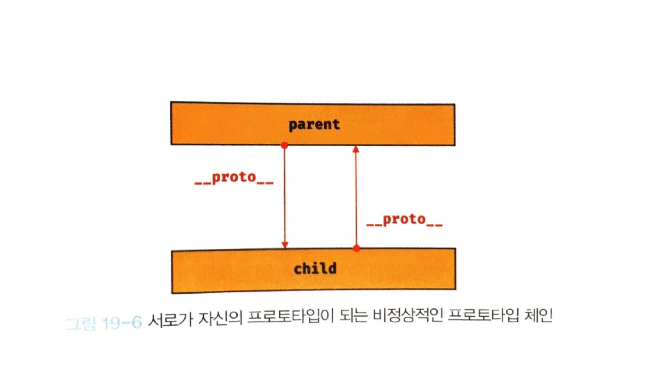 parent
__proto__
__proto__
child
그림 19-6 서로가 자신의 프로토타입이 되는 비정상적인 프로토타입 체인